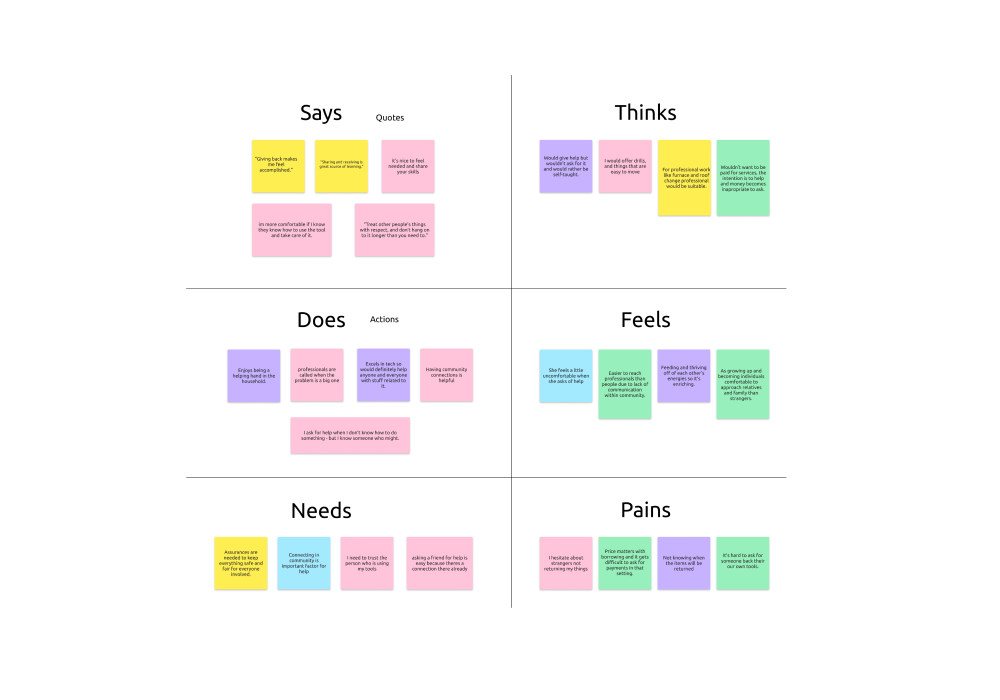 Says
Quotes
"Giving back makes
me feel
accomplished."
"Sharing and receiving is
great source of learning."
it's nice to feel
needed and share
your skills
im more comfortable if I know
they know how to use the tool
and take care of it.
"Treat other people's things
with respect, and don't hang on
to it longer than you need to."
Thinks
Would give help but
wouldn't ask for it
and would rather be
self-taught.
I would offer drills,
and things that are
easy to move
For professional work
like furnace and roof
change professional
would be suitable.
Wouldn't want to be
paid for services, the
intention is to help
and money becomes
inapropraite to ask.
Does
Actions
Enjoys being a
helping hand in the
household.
professionals are
called when the
problem is a big one
Excels in tech so
would definitely help
anyone and everyone
with stuff related to
it.
Having community
connections is
helpful
I ask for help when I don't know how to do
something - but I know someone who might.
Feels
She feels a little
uncomfortable when
she asks of help
Easier to reach
professionals than
people due to lack of
communication
within community.
Feeding and thriving
off of each other's
energies so it's
enriching.
As growing up and
becoming individuals
comfortable to
approach relatives
and family than
strangers.
Needs
Assurances are
needed to keep
everything safe and
fair for everyone
involved.
Connecting in
community is
important factor for
help
I need to trust the
person who is using
my tools
asking a friend for help is
easy because theres a
connection there already
Pains
I hesitate about
strangers not
returning my things
Price matters with
borrowing and it gets
difficult to ask for
payments in that
setting.
Not knowing when
the items will be
returned
It's hard to ask for
someone back their
our own tools.